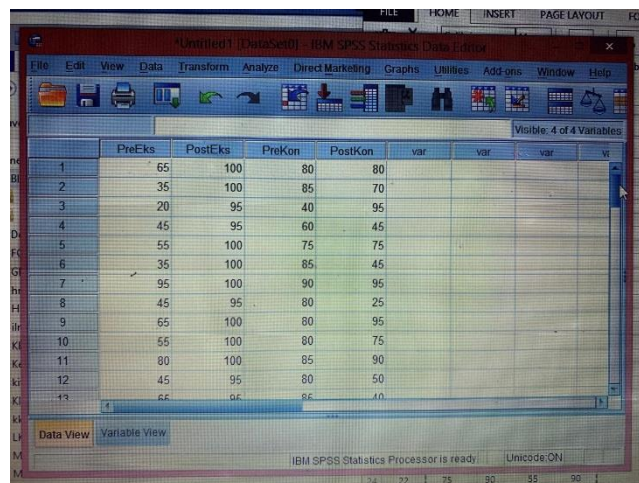 FILE HOME INSERT PAGE LAYOUT
*Untitled1 [DataSet0] - IBM SPSS Statistics Data Editor
File Edit View Data Transform Analyze Direct Marketing Graphs Utilities Add-ons Window Help
Visible: 4 of 4 Variables
PreEks PostEks PreKon PostKon var var var
1 65 100 80 80
2 35 100 85 70
3 20 95 40 95
4 45 95 60 45
5 55 100 75 75
6 35 100 85 45
7 95 100 90 95
8 45 95 80 25
9 65 100 80 95
10 55 100 80 75
11 80 100 85 90
12 45 95 80 50
13
Data View Variable View
IBM SPSS Statistics Processor is ready Unicode:ON
75 90 55 90